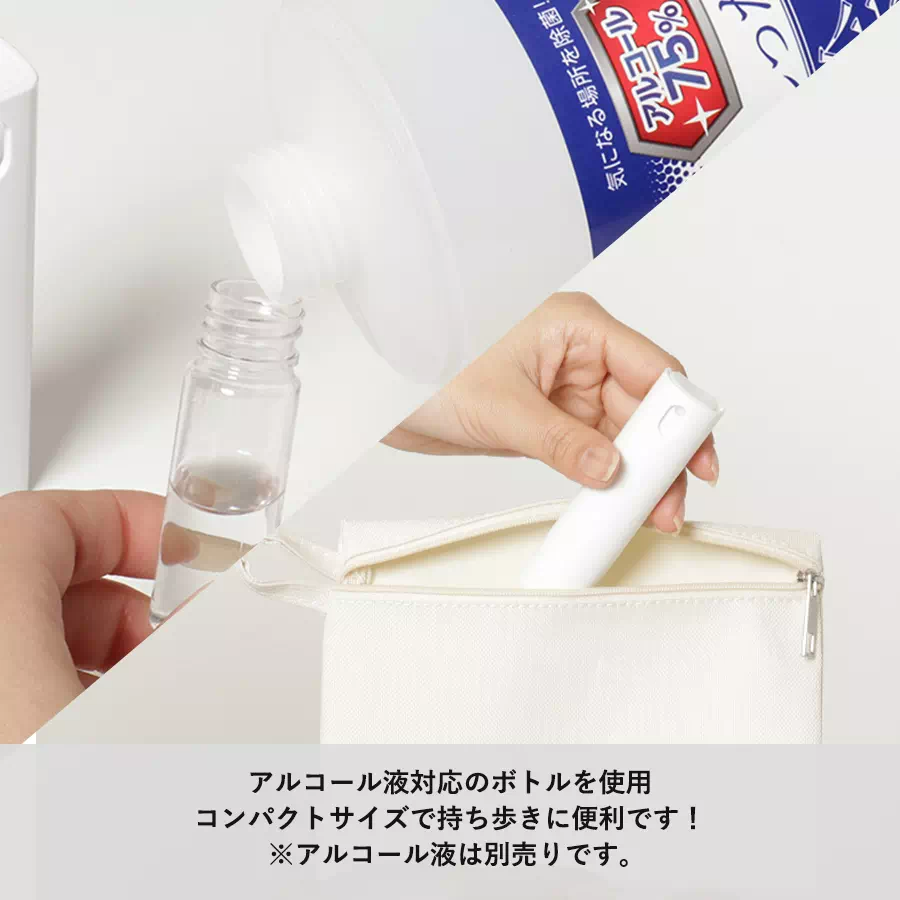 気になる場所を除菌!
アルコール
75%
アルコール液対応のボトルを使用
コンパクトサイズで持ち歩きに便利です！
※アルコール液は別売りです。